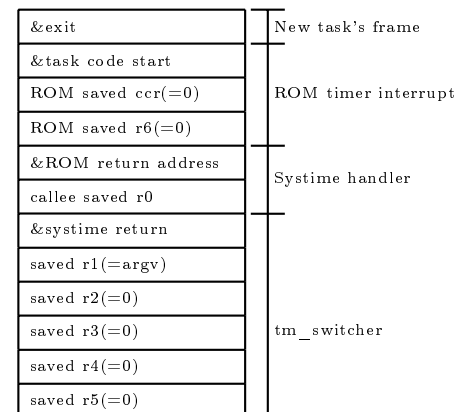 &exit
New task's frame
&task code start
ROM saved ccr(=0)
ROM timer interrupt
ROM saved r6(=0)
&ROM return address
Systime handler
callee saved r0
&systime return
saved r1(=argv)
saved r2(=0)
saved r3(=0)
tm_switcher
saved r4(=0)
saved r5(=0)